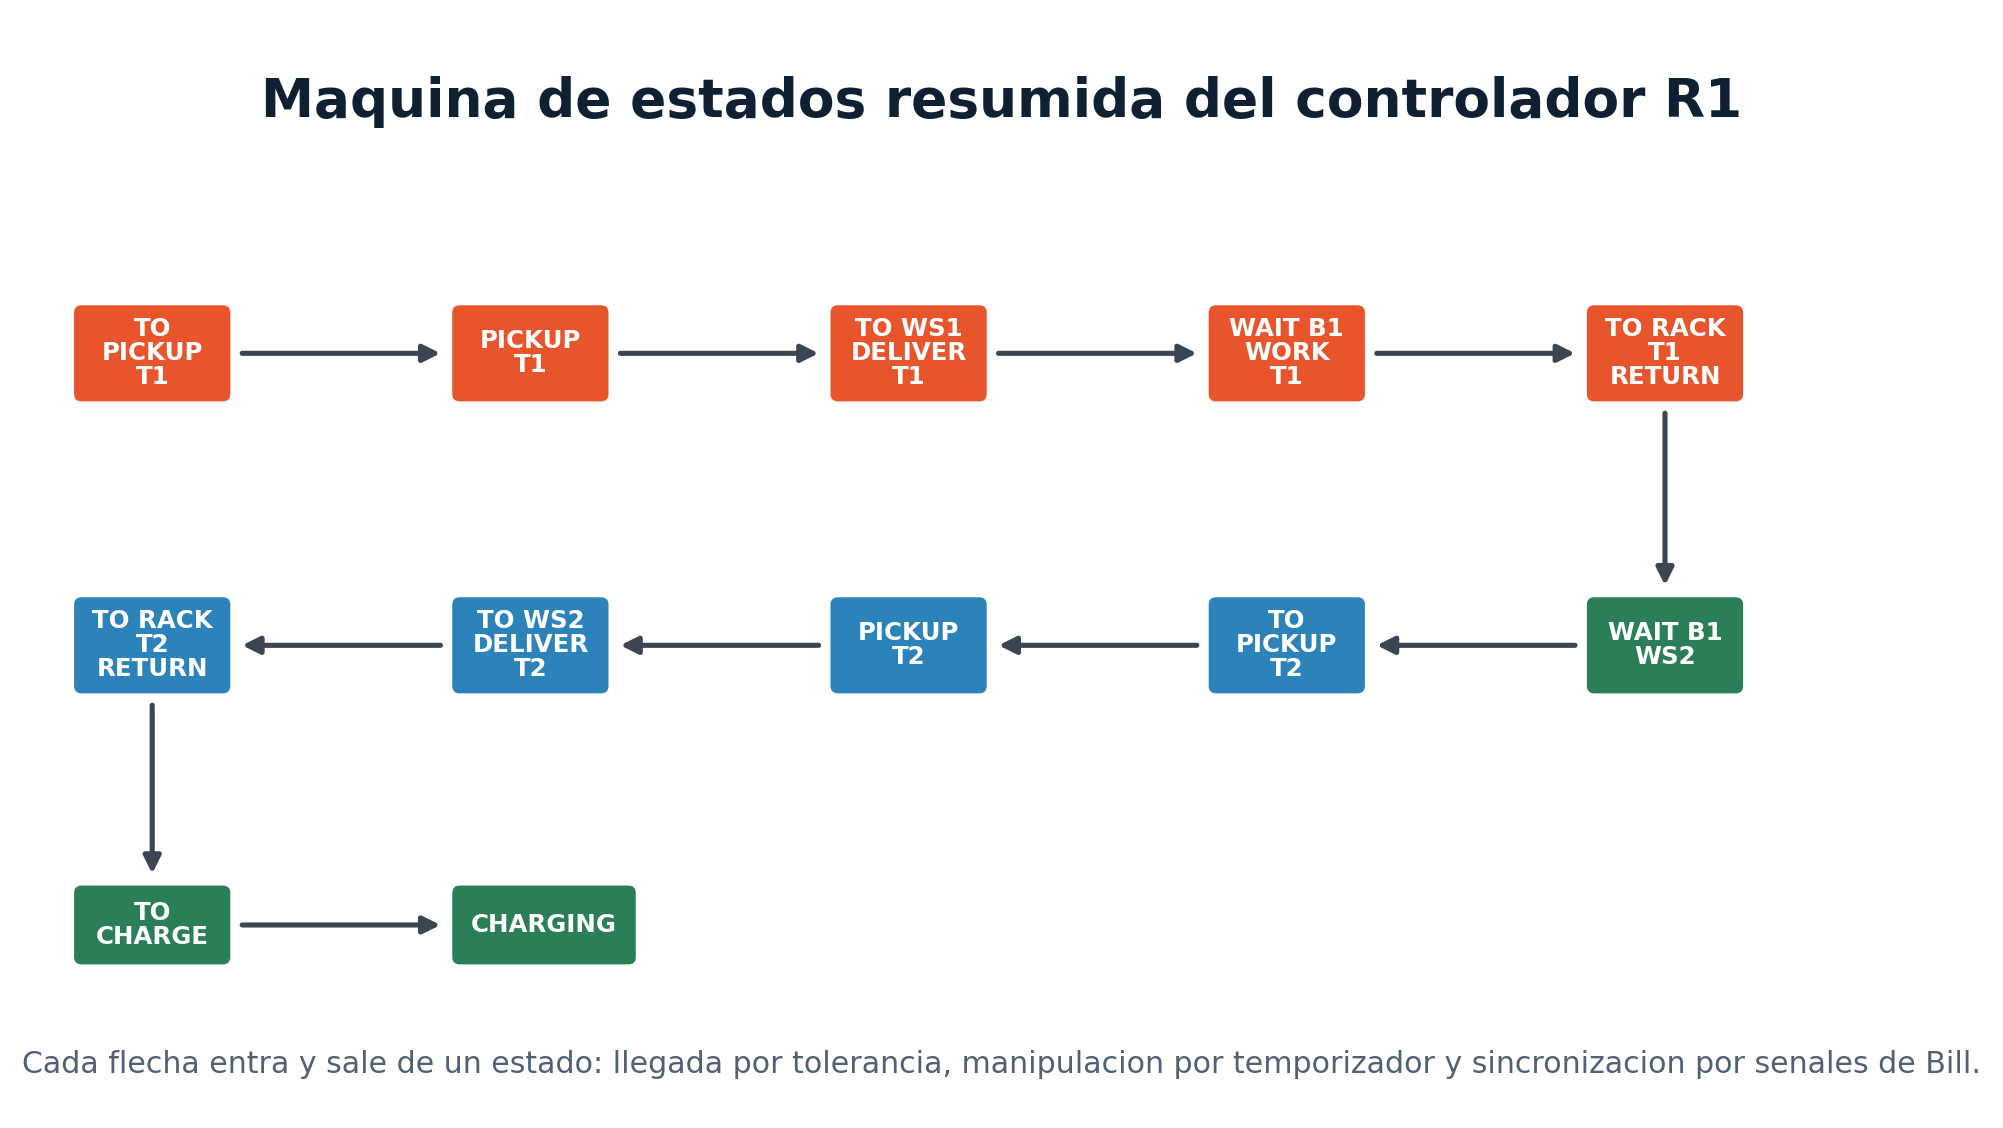 Maquina de estados resumida del controlador R1
TO
PICKUP
T1
PICKUP
T1
TO WS1
DELIVER
T1
WAIT B1
WORK
T1
TO RACK
T1
RETURN
TO RACK
T2
RETURN
TO WS2
DELIVER
T2
PICKUP
T2
TO
PICKUP
T2
WAIT B1
WS2
TO
CHARGE
CHARGING
Cada flecha entra y sale de un estado: llegada por tolerancia, manipulacion por temporizador y sincronizacion por senales de Bill.